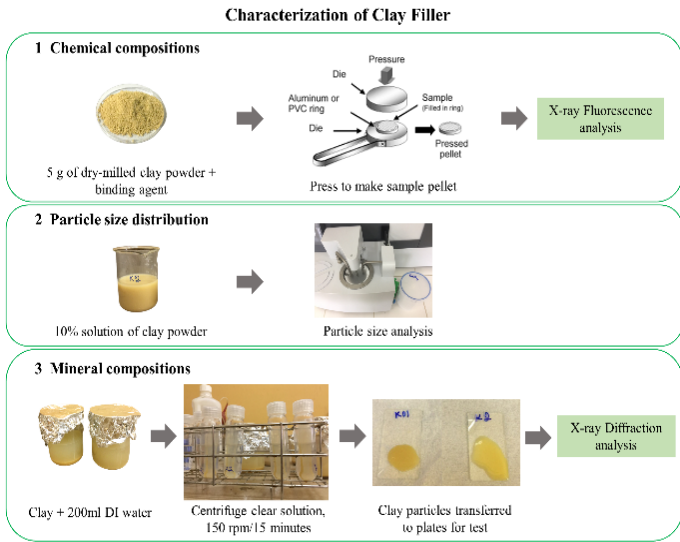 Characterization of Clay Filler
1 Chemical compositions
Pressure
Die
Aluminum or
PVC ring
Sample
(Filled in ring)
Die
Pressed
pellet
X-ray Fluorescence
analysis
5 g of dry-milled clay powder +
binding agent
Press to make sample pellet
2 Particle size distribution
10% solution of clay powder
Particle size analysis
3 Mineral compositions
Clay + 200ml DI water
Centrifuge clear solution,
150 rpm/15 minutes
Clay particles transferred
to plates for test
X-ray Diffraction
analysis